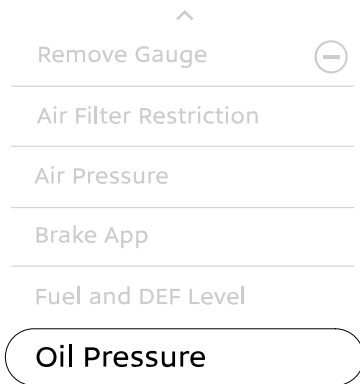 Remove Gauge
Air Filter Restriction
Air Pressure
Brake App
Fuel and DEF Level
Oil Pressure